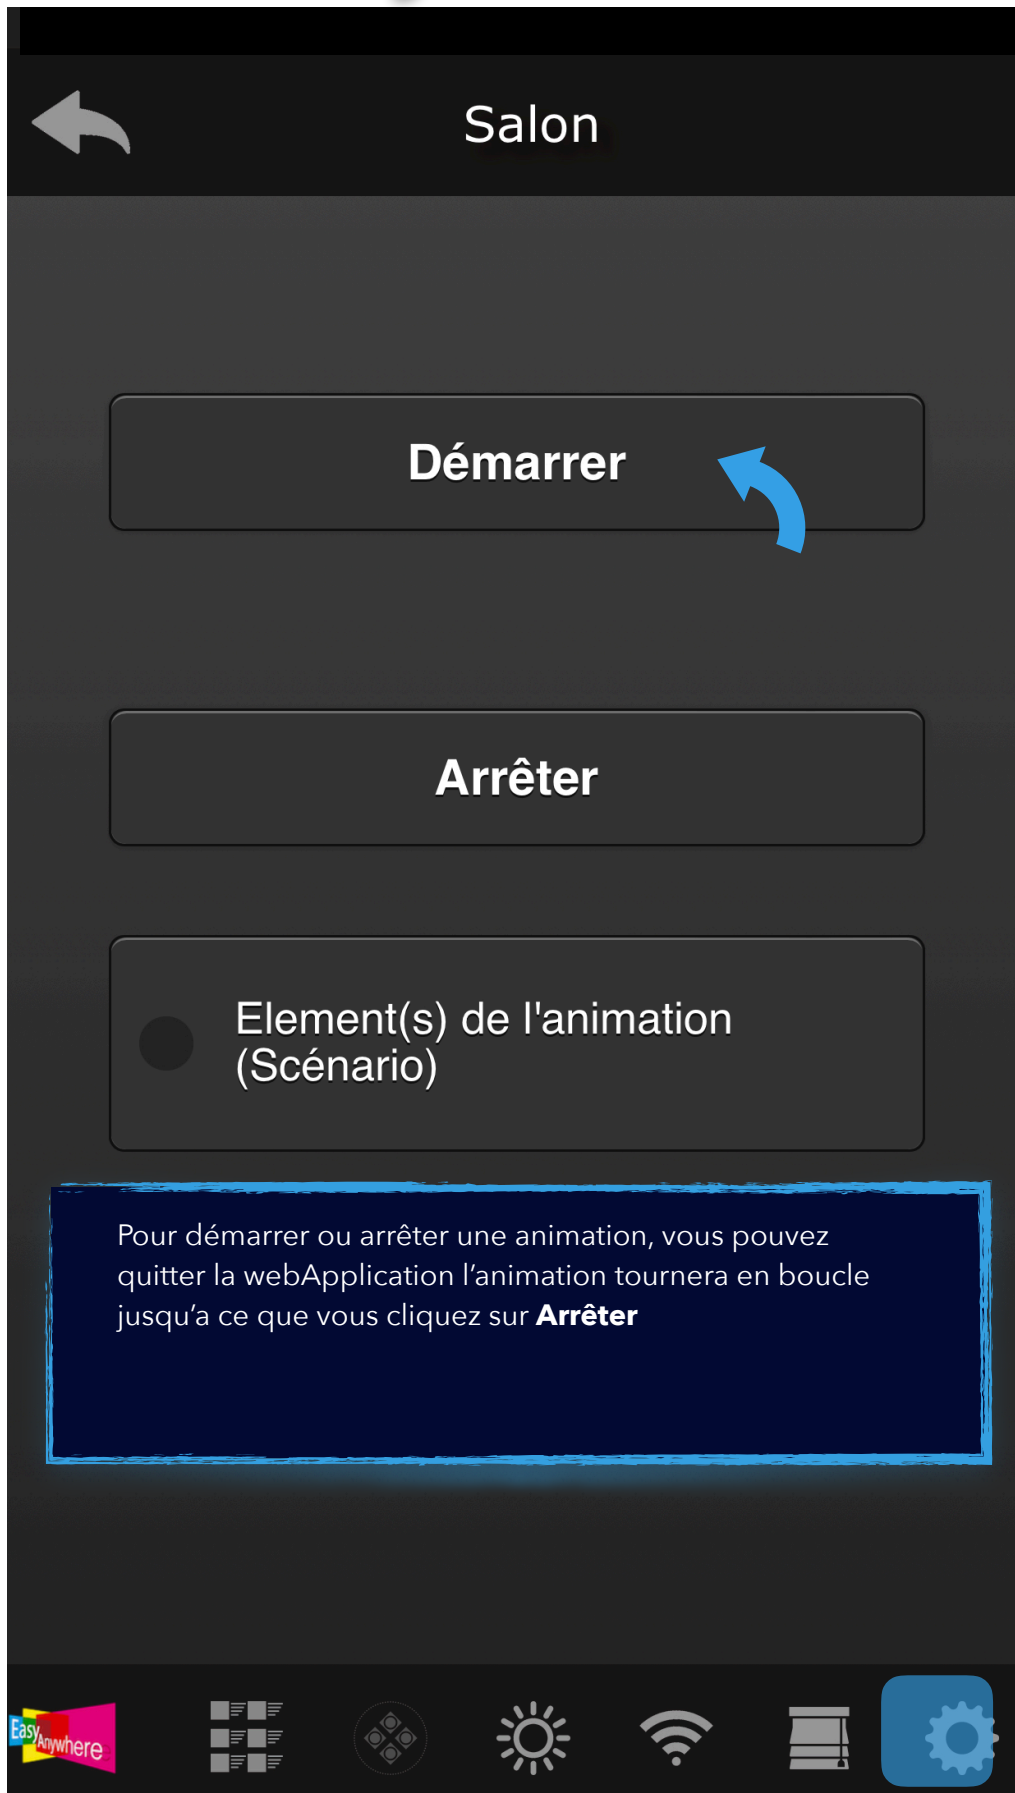 Salon
Démarrer
Arrêter
Element(s) de l'animation
(Scénario)
Pour démarrer ou arrêter une animation, vous pouvez
quitter la webApplication l’animation tournera en boucle
jusqu’a ce que vous cliquez sur Arrêter
Easy
Anywhere